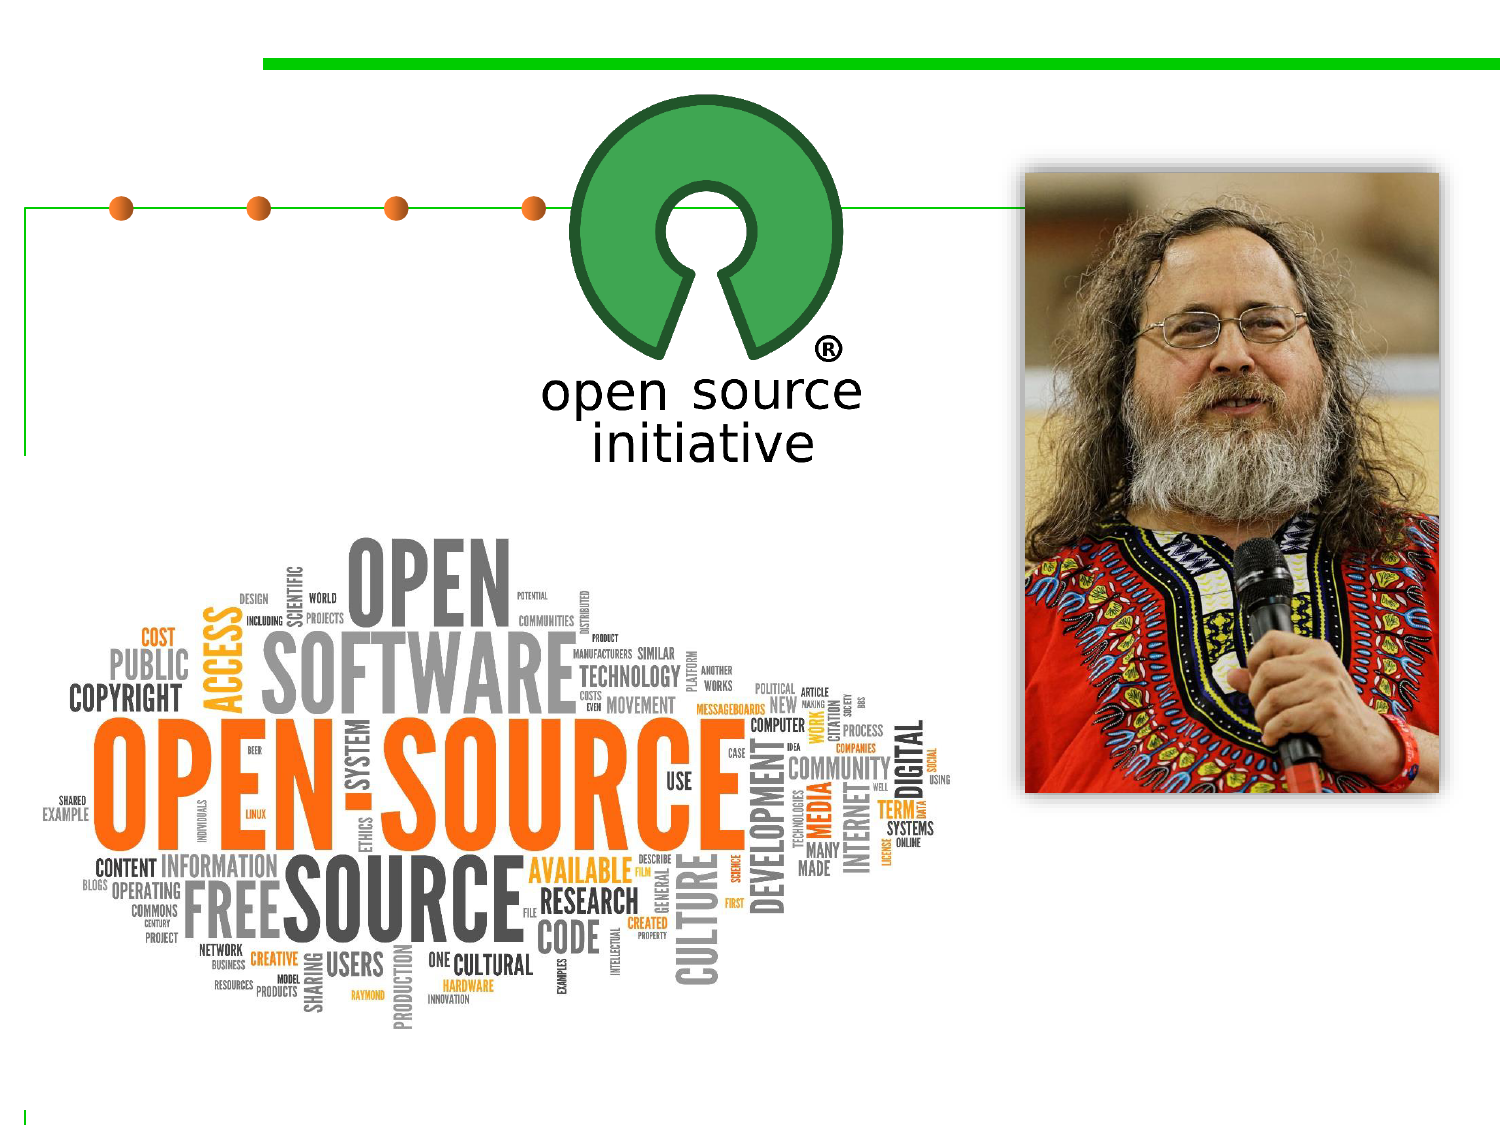 ®
open source
initiative
OPEN
SCIENTIFIC
DESIGN
WORLD
POTENTIAL
INCLUDING
PROJECTS
COMMUNITIES
DISTRIBUTED
ACCESS
COST
SOFTWARE
PRODUCT
PUBLIC
MANUFACTURERS
SIMILAR
PLATFORM
TECHNOLOGY
ANOTHER
COPYRIGHT
WORKS
COSTS
EVEN
MOVEMENT
MESSAGEBOARDS
POLITICAL
ARTICLE
NEW
MAKING
SOCIETY
BBS
OPEN-SOURCE
SYSTEM
COMPUTER
WORK
CITATION
PROCESS
DIGITAL
BEER
CASE
IDEA
COMPANIES
SOCIAL
USE
DEVELOPMENT
COMMUNITY
USING
WELL
SHARED
EXAMPLE
INDIVIDUALS
LINUX
ETHICS
TECHNOLOGIES
MEDIA
INTERNET
TERM
DATA
SYSTEMS
LICENSE
ONLINE
MANY
MADE
CONTENT
INFORMATION
SOURCE
AVAILABLE
DESCRIBE
FILM
GENERAL
CULTURE
SCIENCE
BLOGS
OPERATING
FREE
RESEARCH
FIRST
COMMONS
FILE
CENTURY
CODE
CREATED
PROPERTY
PROJECT
NETWORK
BUSINESS
CREATIVE
SHARING
USERS
PRODUCTION
ONE
CULTURAL
EXAMPLES
INTELLECTUAL
RESOURCES
MODEL
PRODUCTS
RAYMOND
HARDWARE
INNOVATION